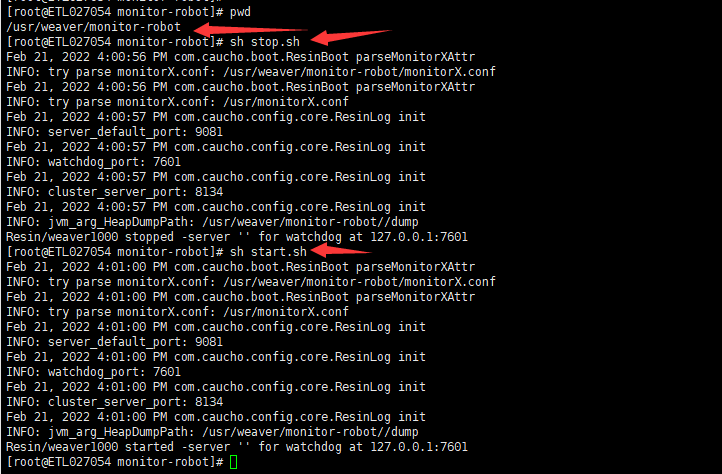 [root@ETL027054 monitor-robot]# pwd
/usr/weaver/monitor-robot
[root@ETL027054 monitor-robot]# sh stop.sh
Feb 21, 2022 4:00:56 PM com.caucho.boot.ResinBoot parseMonitorXAttr
INFO: try parse monitorX.conf: /usr/weaver/monitor-robot/monitorX.conf
Feb 21, 2022 4:00:56 PM com.caucho.boot.ResinBoot parseMonitorXAttr
INFO: try parse monitorX.conf: /usr/monitorX.conf
Feb 21, 2022 4:00:57 PM com.caucho.config.core.ResinLog init
INFO: server_default_port: 9081
Feb 21, 2022 4:00:57 PM com.caucho.config.core.ResinLog init
INFO: watchdog_port: 7601
Feb 21, 2022 4:00:57 PM com.caucho.config.core.ResinLog init
INFO: cluster_server_port: 8134
Feb 21, 2022 4:00:57 PM com.caucho.config.core.ResinLog init
INFO: jvm_arg_HeapDumpPath: /usr/weaver/monitor-robot//dump
Resin/weaver1000 stopped -server '' for watchdog at 127.0.0.1:7601
[root@ETL027054 monitor-robot]# sh start.sh
Feb 21, 2022 4:01:00 PM com.caucho.boot.ResinBoot parseMonitorXAttr
INFO: try parse monitorX.conf: /usr/weaver/monitor-robot/monitorX.conf
Feb 21, 2022 4:01:00 PM com.caucho.boot.ResinBoot parseMonitorXAttr
INFO: try parse monitorX.conf: /usr/monitorX.conf
Feb 21, 2022 4:01:00 PM com.caucho.config.core.ResinLog init
INFO: server_default_port: 9081
Feb 21, 2022 4:01:00 PM com.caucho.config.core.ResinLog init
INFO: watchdog_port: 7601
Feb 21, 2022 4:01:00 PM com.caucho.config.core.ResinLog init
INFO: cluster_server_port: 8134
Feb 21, 2022 4:01:00 PM com.caucho.config.core.ResinLog init
INFO: jvm_arg_HeapDumpPath: /usr/weaver/monitor-robot//dump
Resin/weaver1000 started -server '' for watchdog at 127.0.0.1:7601
[root@ETL027054 monitor-robot]#